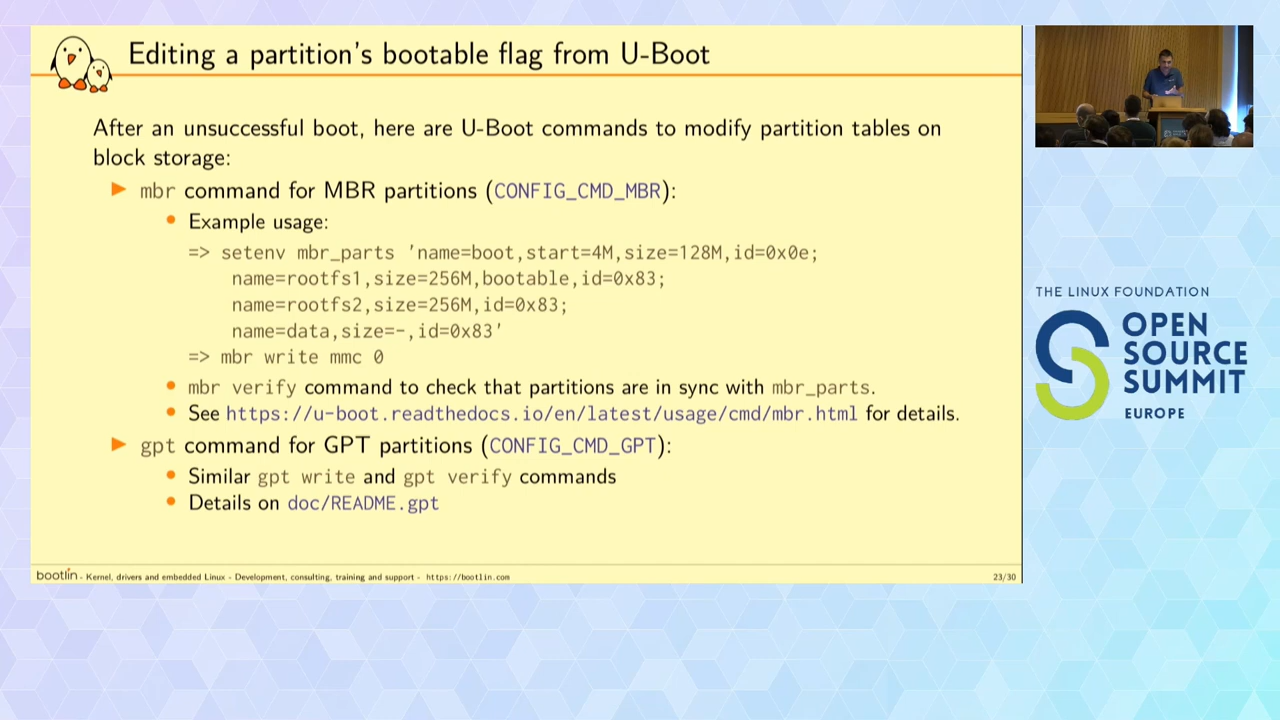 Editing a partition's bootable flag from U-Boot
After an unsuccessful boot, here are U-Boot commands to modify partition tables on
block storage:
mbr command for MBR partitions (CONFIG_CMD_MBR):
Example usage:
=> setenv mbr_parts 'name=boot,start=4M,size=128M,id=0x0e;
name=rootfs1,size=256M,bootable,id=0x83;
name=rootfs2,size=256M,id=0x83;
name=data,size=-,id=0x83'
=> mbr write mmc 0
mbr verify command to check that partitions are in sync with mbr_parts.
See https://u-boot.readthedocs.io/en/latest/usage/cmd/mbr.html for details.
gpt command for GPT partitions (CONFIG_CMD_GPT):
Similar gpt write and gpt verify commands
Details on doc/README.gpt
bootlin - Kernel, drivers and embedded Linux - Development, consulting, training and support - https://bootlin.com
23/30
THE LINUX FOUNDATION
OPEN
SOURCE
SUMMIT
EUROPE